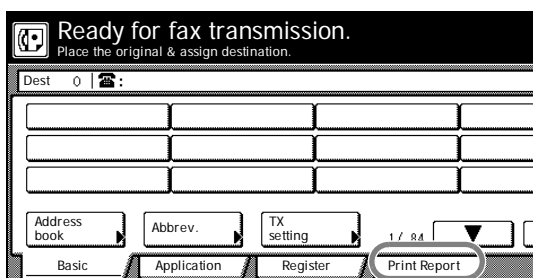 Ready for fax transmission.
Place the original & assign destination.
Dest 0 :
Address
book
Abbrev.
TX
setting
1 / 84
Basic
Application
Register
Print Report